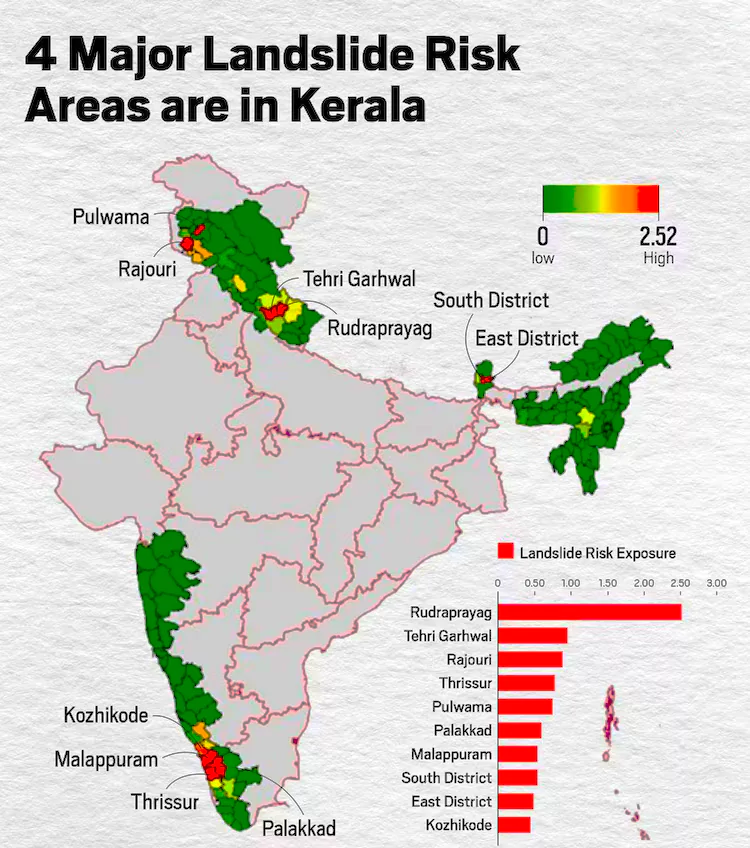 4 Major Landslide Risk
Areas are in Kerala
Pulwama
Rajouri
Tehri Garhwal
Rudraprayag
South District
East District
0
low
2.52
High
Kozhikode
Malappuram
Thrissur
Palakkad
Landslide Risk Exposure
0 0.50 1.00 1.50 2.00 2.50 3.00
Rudraprayag
Tehri Garhwal
Rajouri
Thrissur
Pulwama
Palakkad
Malappuram
South District
East District
Kozhikode